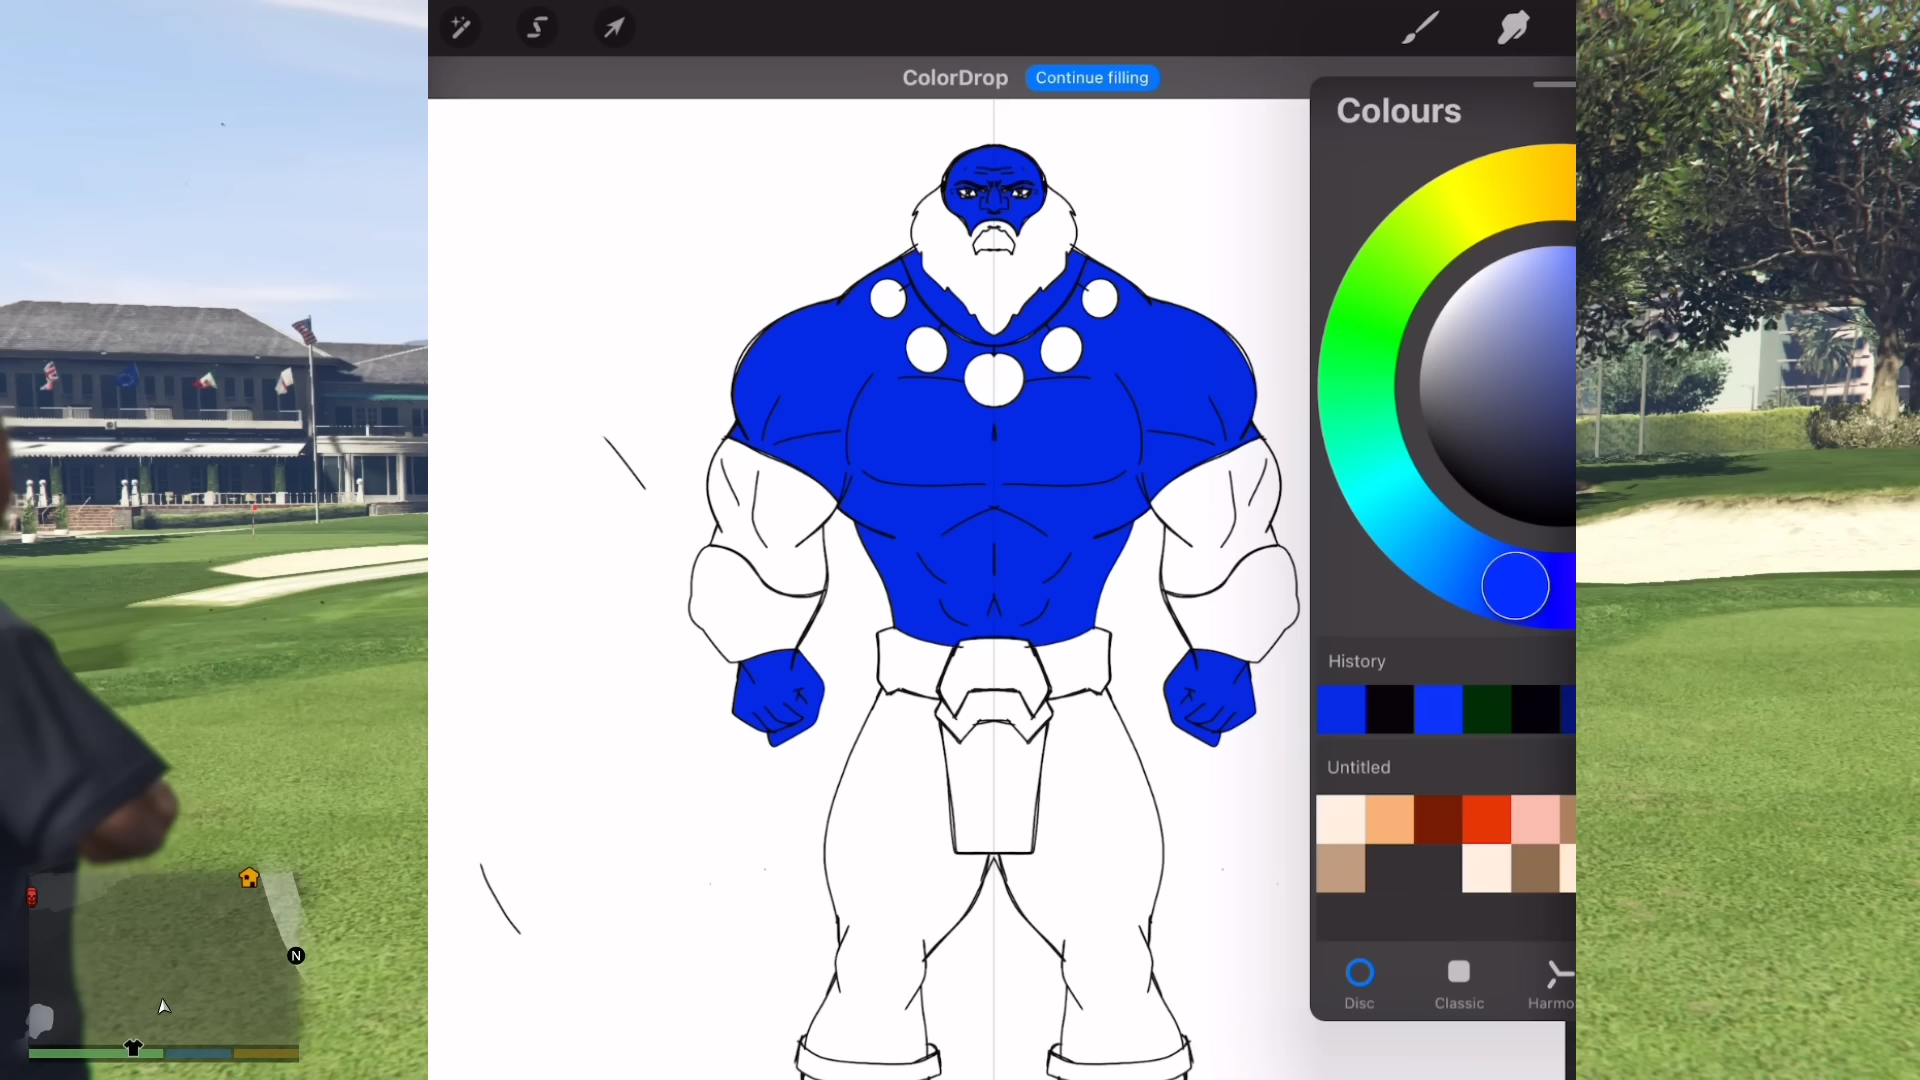 ColorDrop Continue filling
Colours
History
Untitled
Disc Classic Harmo
N